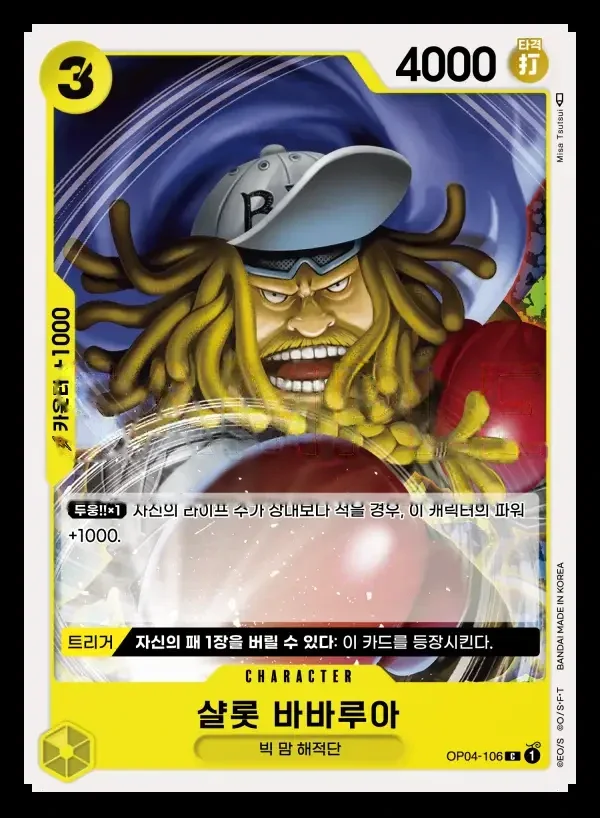 3
4000
타격
打
Misa Tsutsui
B
카운터 +1000
두웅!!×1 자신의 라이프 수가 상대보다 적을 경우, 이 캐릭터의 파워
+1000.
트리거 자신의 패 1장을 버릴 수 있다: 이 카드를 등장시킨다.
CHARACTER
샬롯 바바루아
빅 맘 해적단
OP04-106 C 1
©EO/S ©O/S·F·T BANDAI MADE IN KOREA